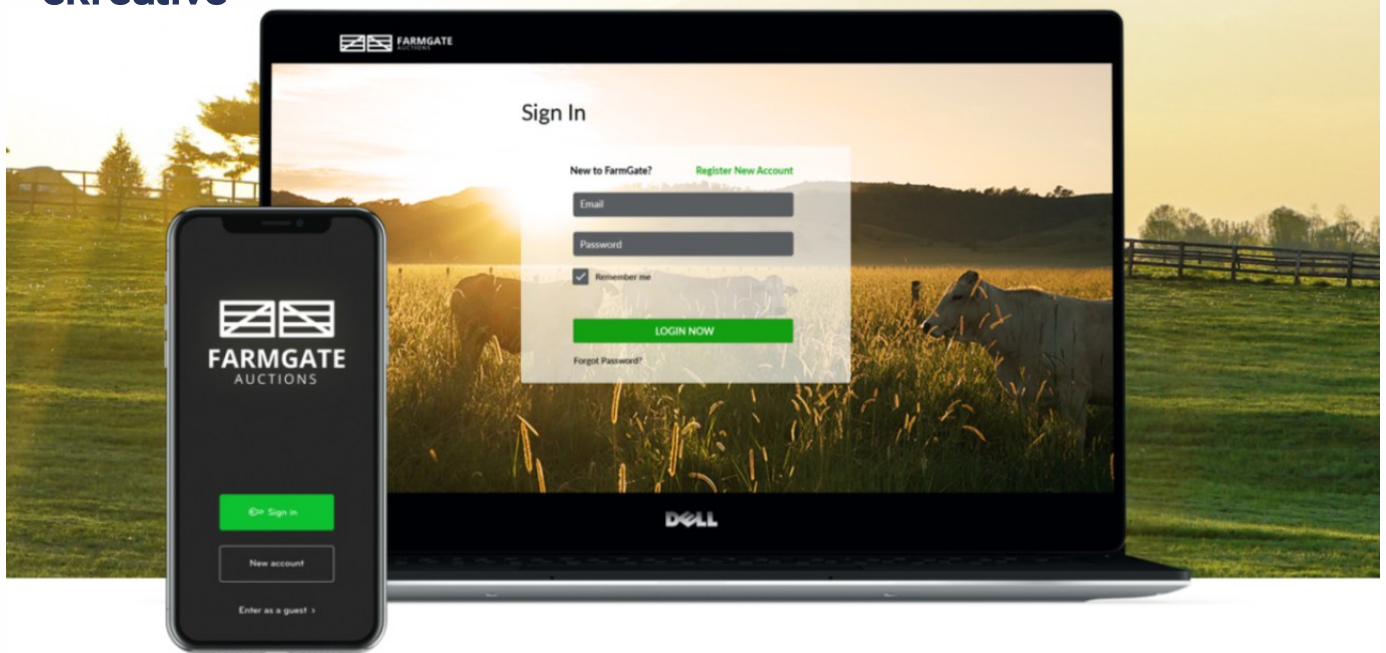 eKreative
FARMGATE
AUCTIONS
Sign In
New to FarmGate? Register New Account
Email
Password
Remember me
LOGIN NOW
Forgot Password?
DELL
FARMGATE
AUCTIONS
Sign in
New account
Enter as a guest >